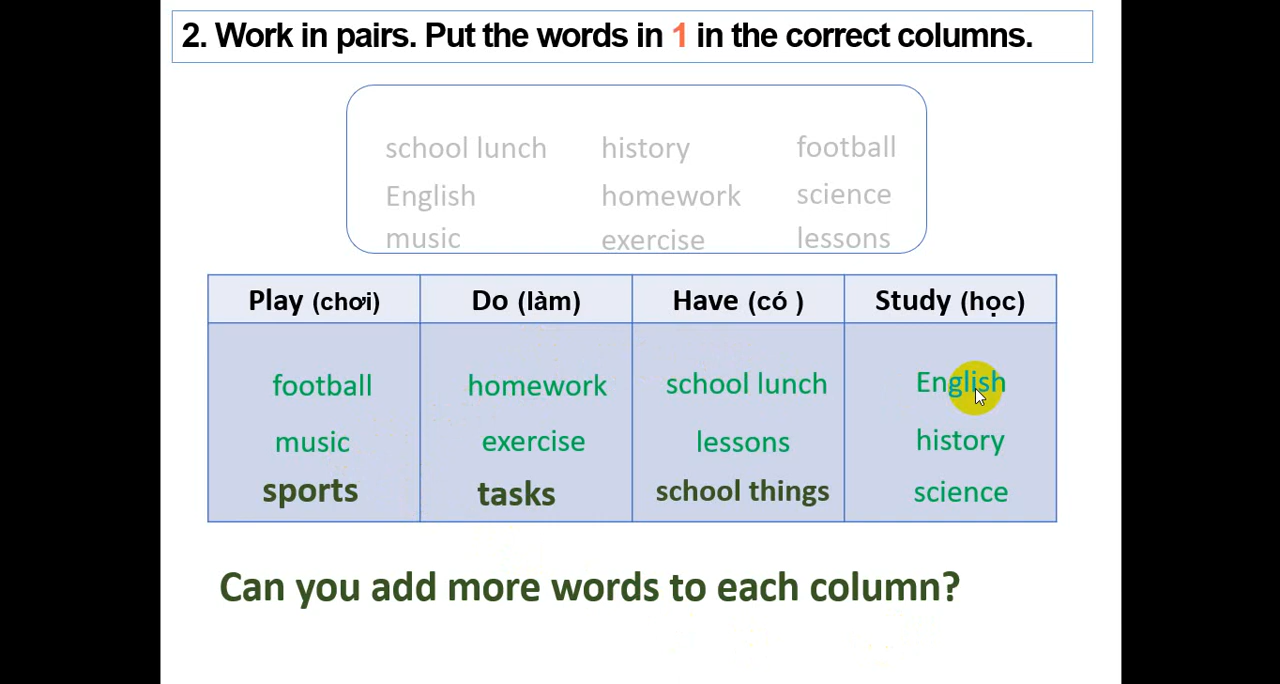 2. Work in pairs. Put the words in 1 in the correct columns.
school lunch history football
English homework science
music exercise lessons
Play (chơi) Do (làm) Have (có ) Study (học)
football homework school lunch English
music exercise lessons history
sports tasks school things science
Can you add more words to each column?